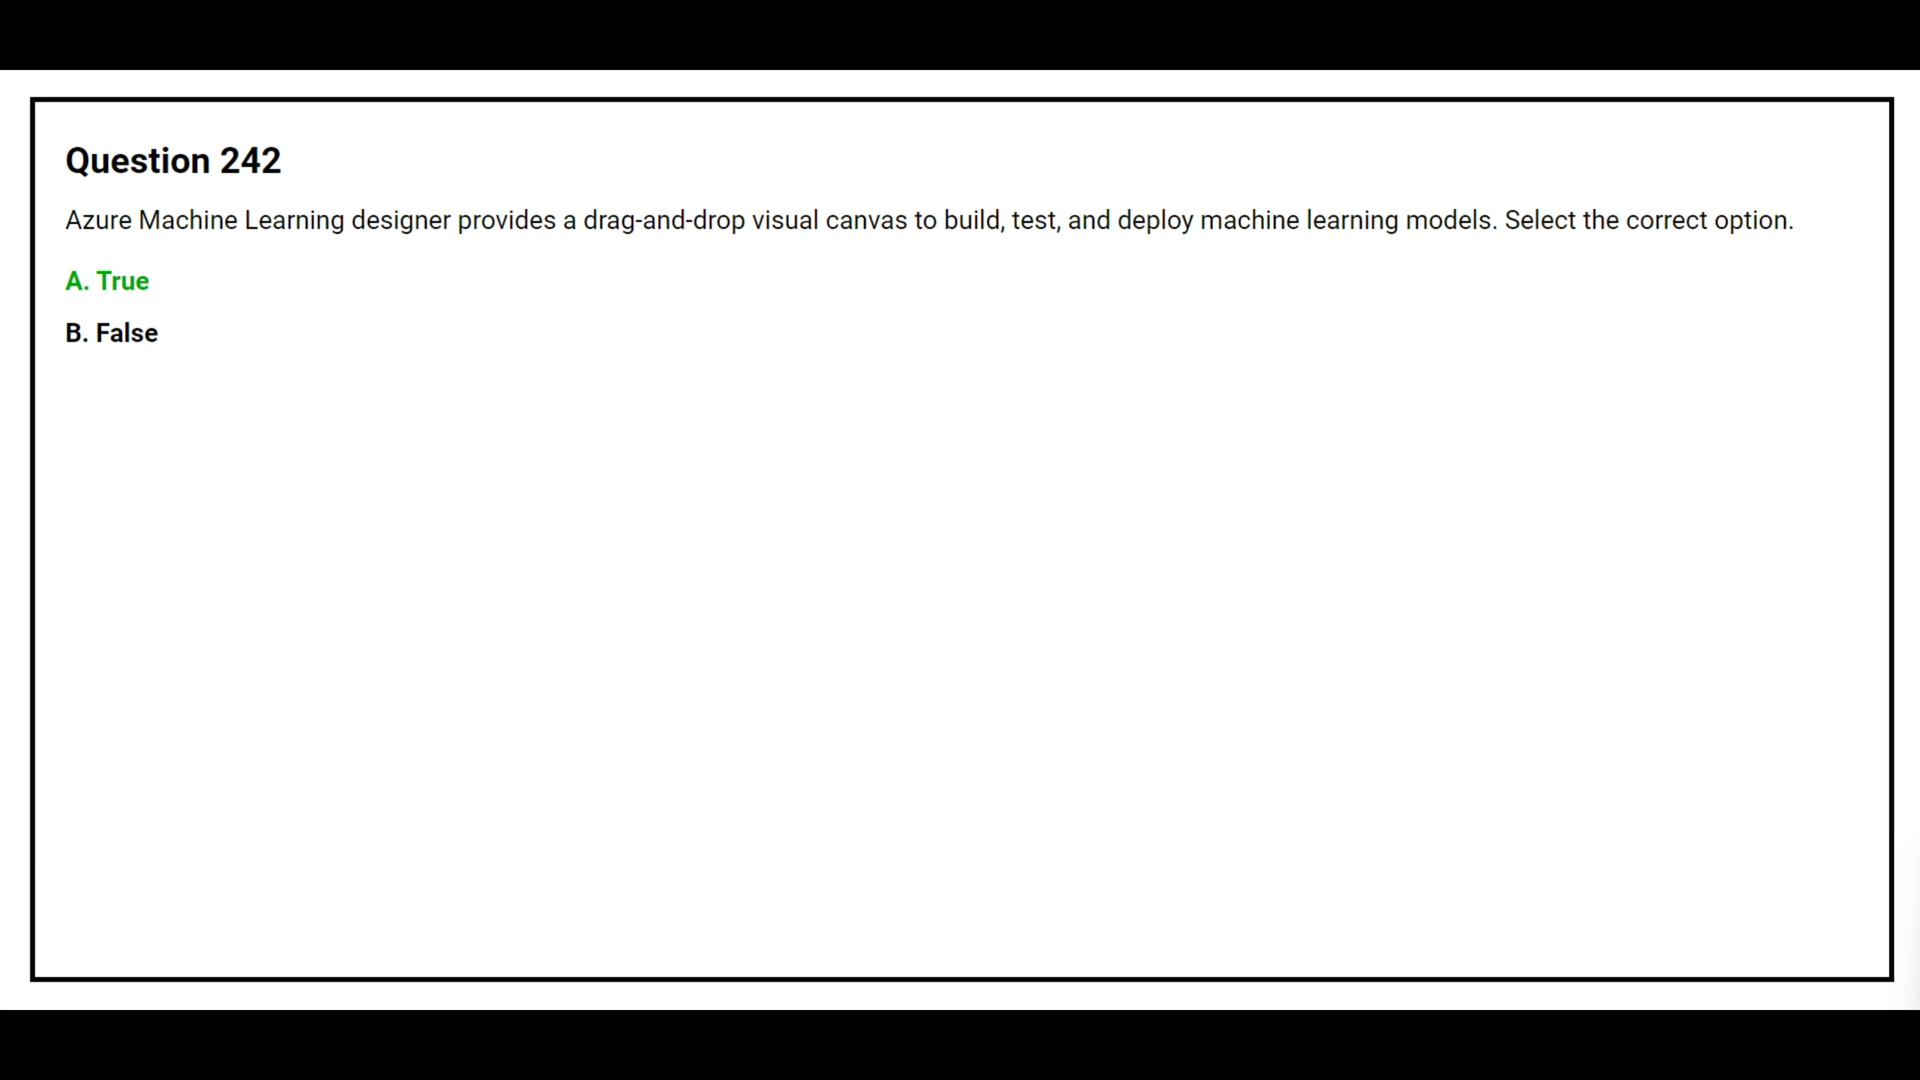 Question 242
Azure Machine Learning designer provides a drag-and-drop visual canvas to build, test, and deploy machine learning models. Select the correct option.
A. True
B. False